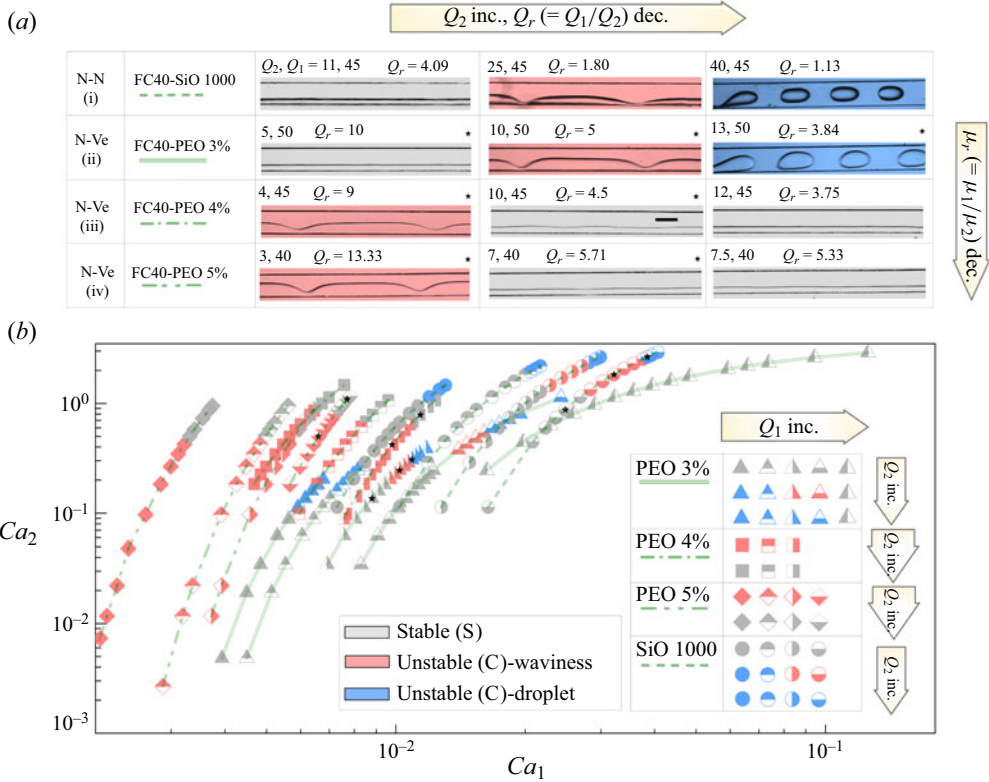 (a)
Q2 inc., Qr (= Q1/Q2) dec.
N-N
(i)
FC40-SiO 1000
Q2, Q1 = 11, 45 Qr = 4.09
25, 45 Qr = 1.80
40, 45 Qr = 1.13
N-Ve
(ii)
FC40-PEO 3%
5, 50 Qr = 10
10, 50 Qr = 5
13, 50 Qr = 3.84
N-Ve
(iii)
FC40-PEO 4%
4, 45 Qr = 9
10, 45 Qr = 4.5
12, 45 Qr = 3.75
N-Ve
(iv)
FC40-PEO 5%
3, 40 Qr = 13.33
7, 40 Qr = 5.71
7.5, 40 Qr = 5.33
μr (= μ1/μ2) dec.
(b)
Ca2
10⁰
10⁻¹
10⁻²
10⁻³
10⁻²
10⁻¹
Ca1
Stable (S)
Unstable (C)-waviness
Unstable (C)-droplet
Q1 inc.
PEO 3%
Q2 inc.
PEO 4%
Q2 inc.
PEO 5%
Q2 inc.
SiO 1000
Q2 inc.